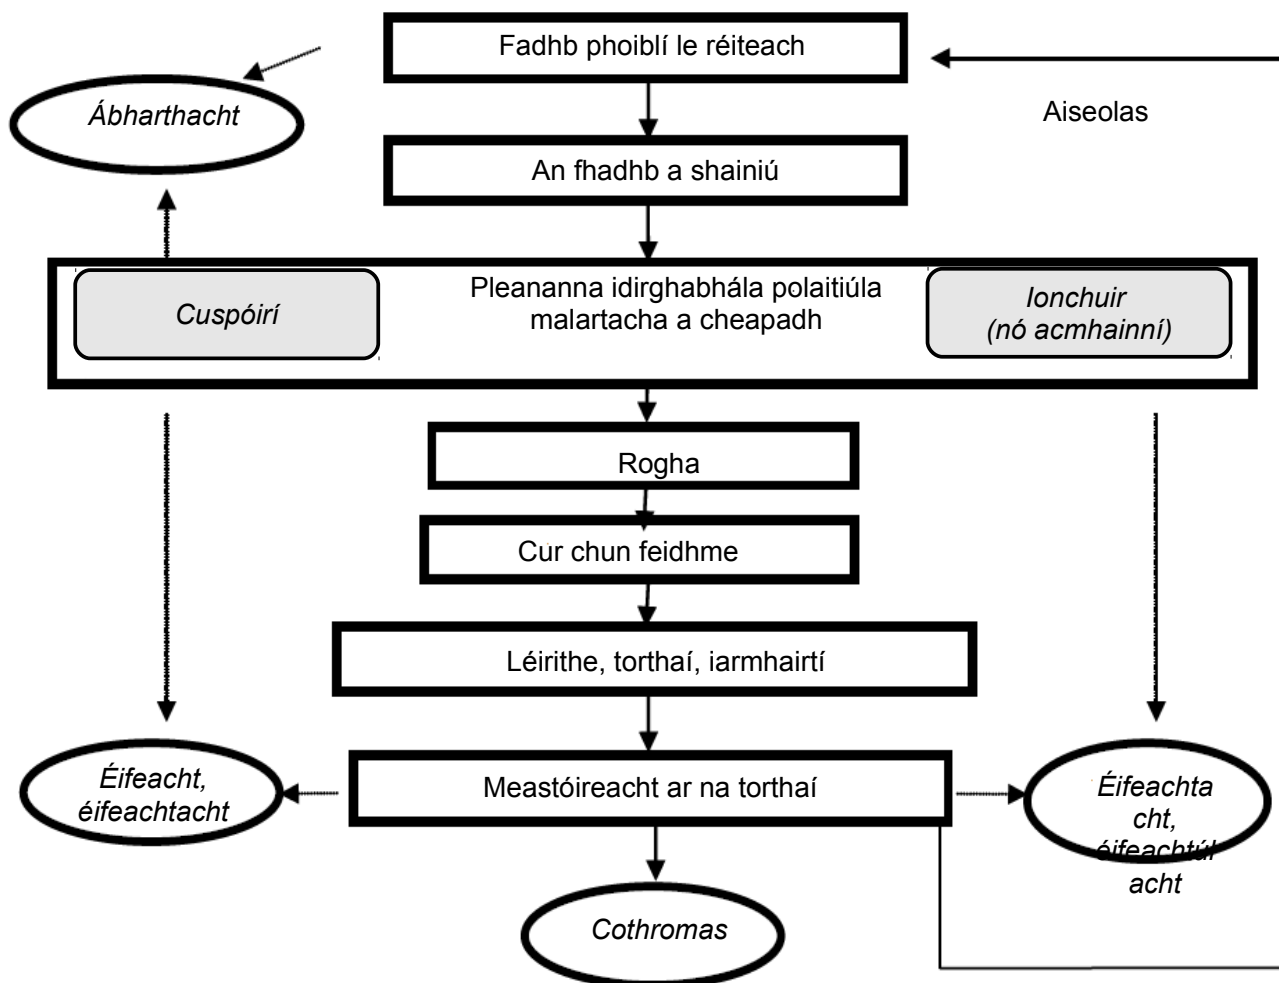 Fadhb phoiblí le réiteach
Ábharthacht
Aiseolas
An fhadhb a shainiú
Cuspóirí
Pleananna idirghabhála polaitiúla
malartacha a cheapadh
Ionchuir
(nó acmhainní)
Rogha
Cur chun feidhme
Léirithe, torthaí, iarmhairtí
Éifeacht,
éifeachtacht
Meastóireacht ar na torthaí
Éifeachta
cht,
éifeachtúl
acht
Cothromas